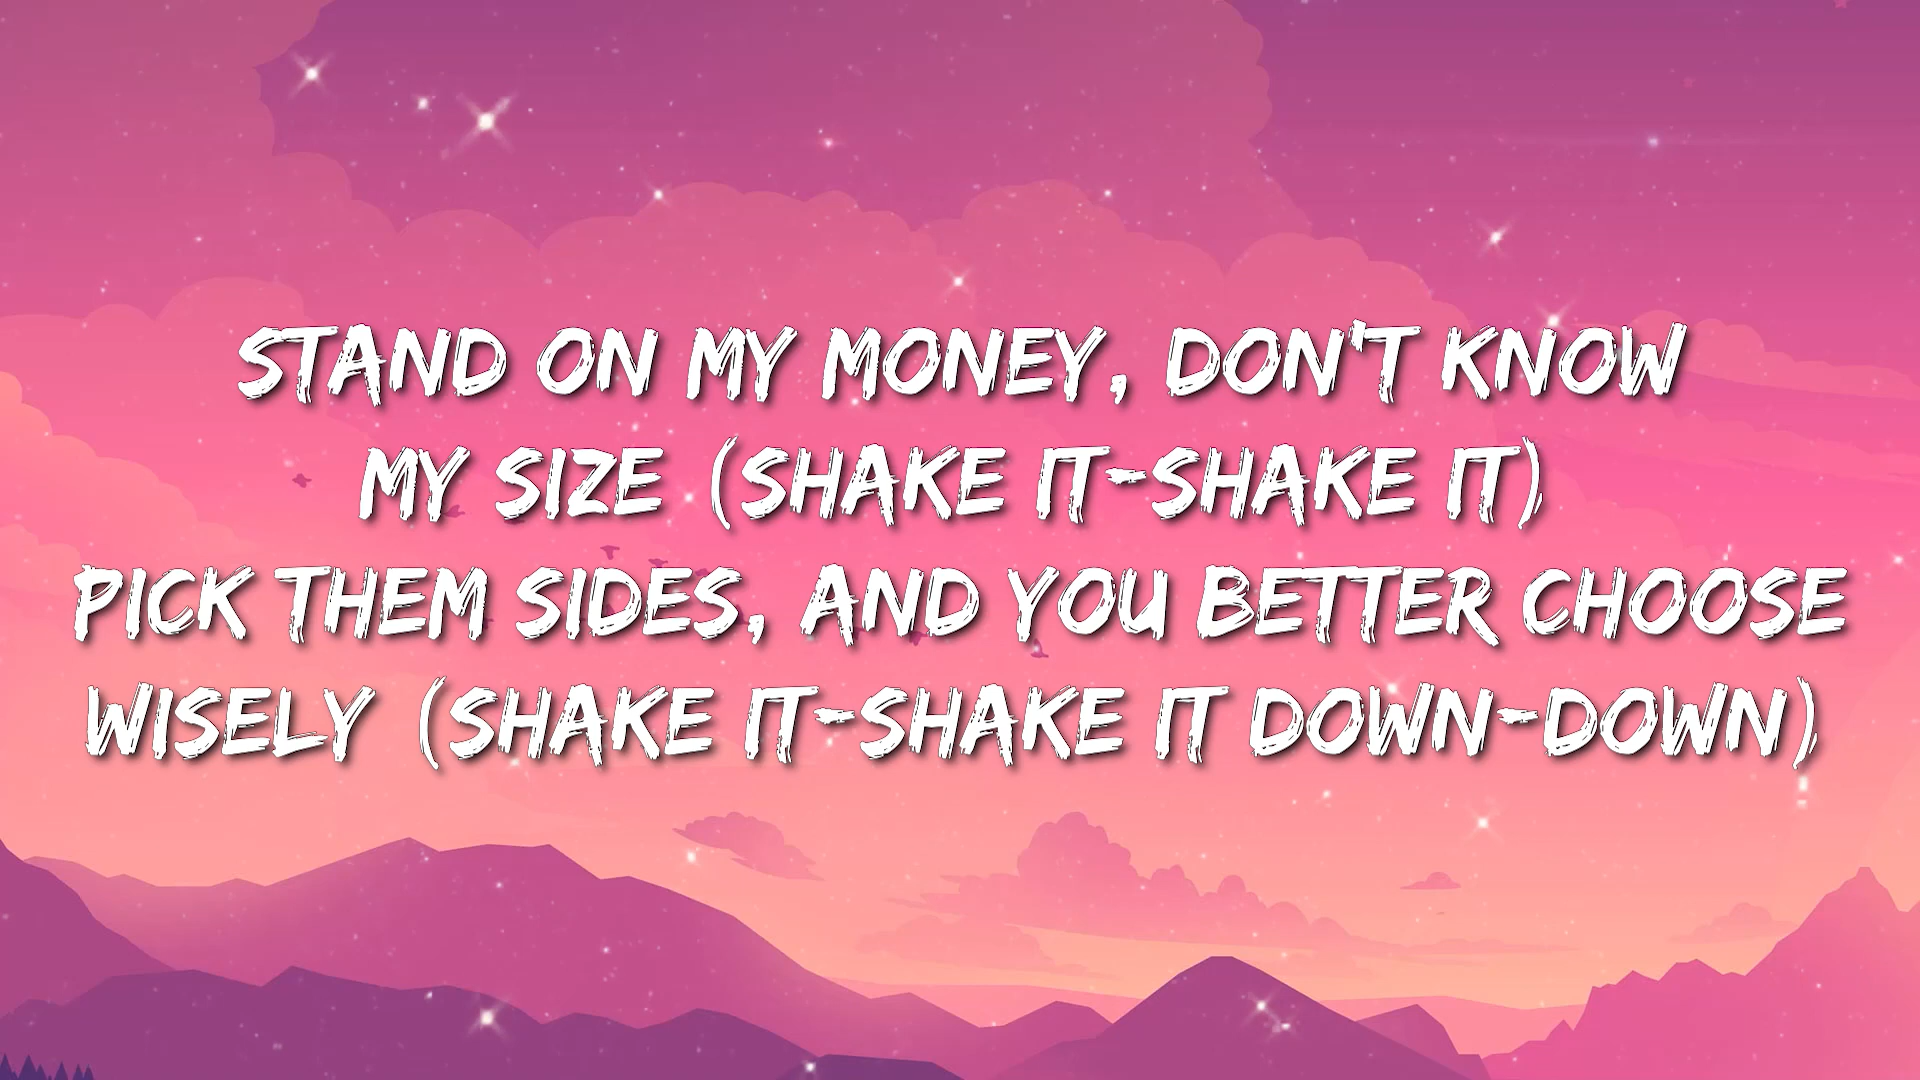 STAND ON MY MONEY, DON'T KNOW
MY SIZE (SHAKE IT-SHAKE IT)
PICK THEM SIDES, AND YOU BETTER CHOOSE
WISELY (SHAKE IT-SHAKE IT DOWN-DOWN)